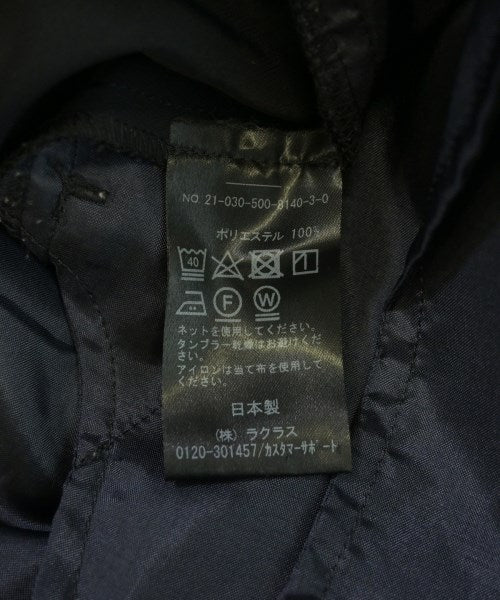 NO 21-030-500-8140-3-0
ポリエステル 100%
40
F W
ネットを使用してください。
タンブラー乾燥はお避けください。
アイロンは当て布を使用して
ください。
日本製
(株) ラクラス
0120-301457/カスタマーサポート